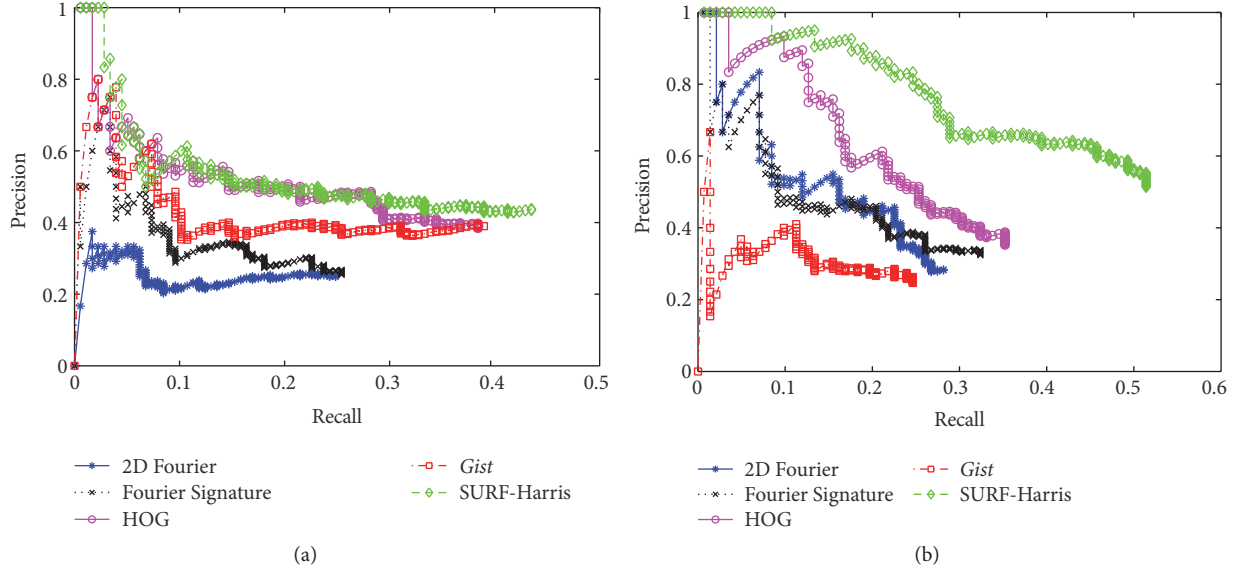 1
0.8
0.6
0.4
0.2
0
Precision
0
0.1
0.2
0.3
0.4
0.5
Recall
2D Fourier
Fourier Signature
HOG
Gist
SURF-Harris
(a)
1
0.8
0.6
0.4
0.2
0
Precision
0
0.1
0.2
0.3
0.4
0.5
0.6
Recall
2D Fourier
Fourier Signature
HOG
Gist
SURF-Harris
(b)